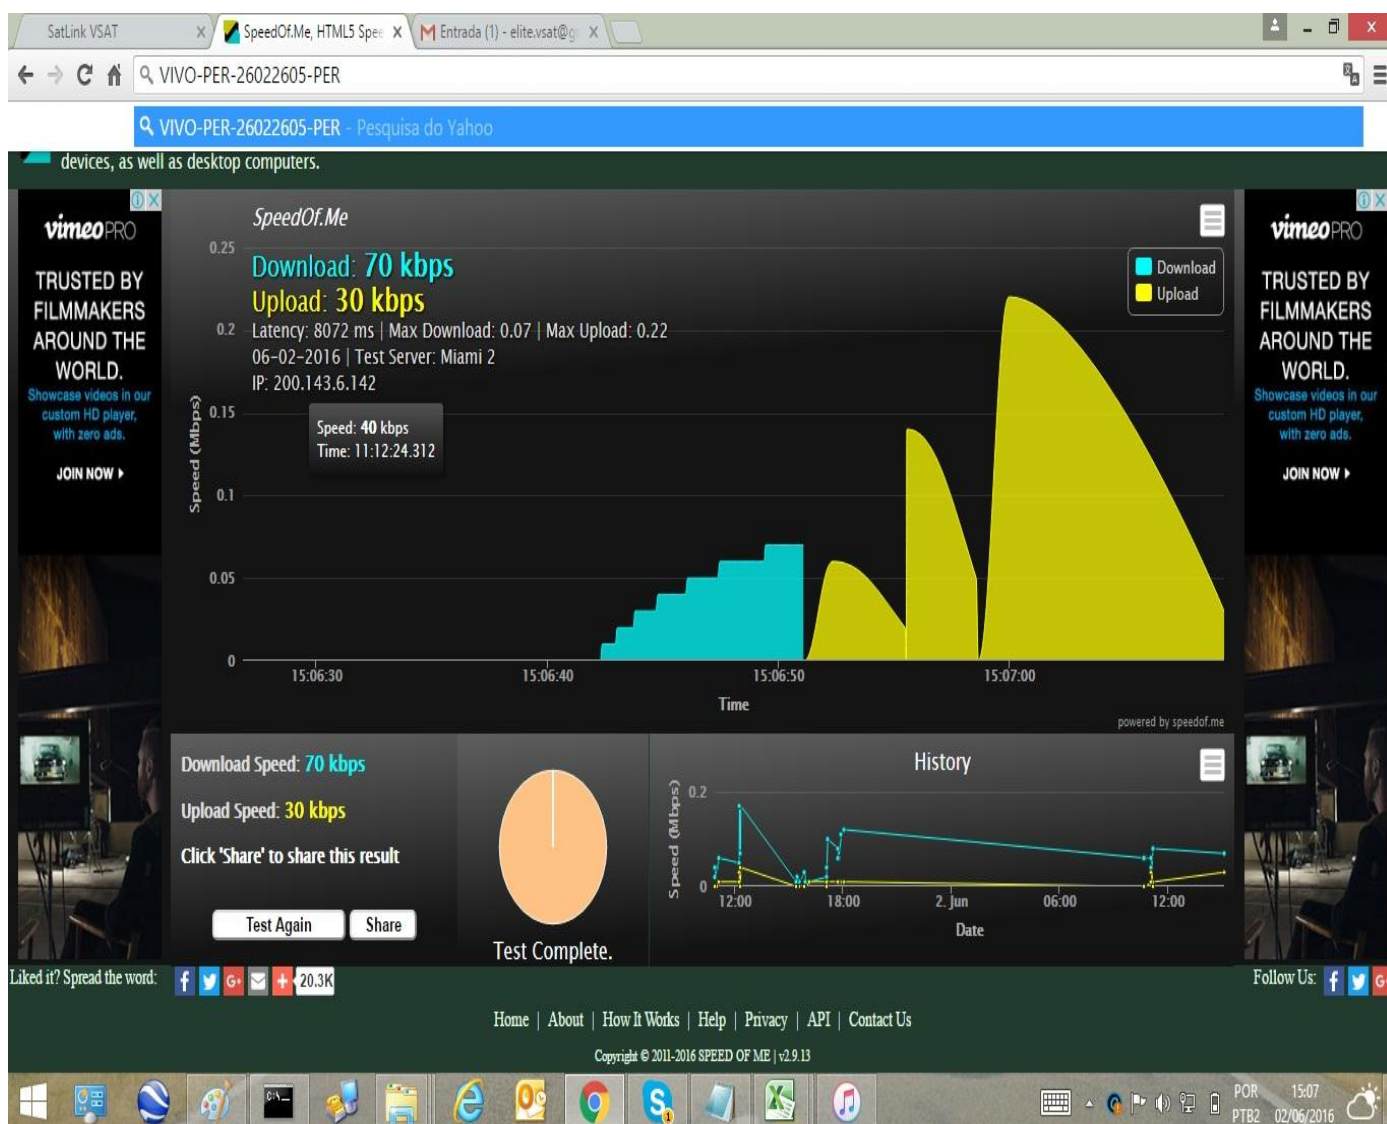 SatLink VSAT
SpeedOf.Me, HTML5 Spee
Entrada (1) - elite.vsat@g
VIVO-PER-26022605-PER
VIVO-PER-26022605-PER - Pesquisa do Yahoo
devices, as well as desktop computers.
vimeo PRO
TRUSTED BY
FILMMAKERS
AROUND THE
WORLD.
Showcase videos in our
custom HD player,
with zero ads.
JOIN NOW
SpeedOf.Me
Download: 70 kbps
Upload: 30 kbps
Latency: 8072 ms | Max Download: 0.07 | Max Upload: 0.22
06-02-2016 | Test Server: Miami 2
IP: 200.143.6.142
Speed: 40 kbps
Time: 11:12:24.312
Download
Upload
Speed (Mbps)
0.25
0.2
0.15
0.1
0.05
0
15:06:30 15:06:40 15:06:50 15:07:00
Time
powered by speedof.me
vimeo PRO
TRUSTED BY
FILMMAKERS
AROUND THE
WORLD.
Showcase videos in our
custom HD player,
with zero ads.
JOIN NOW
Download Speed: 70 kbps
Upload Speed: 30 kbps
Click 'Share' to share this result
Test Again Share
Test Complete.
History
Speed (Mbps)
0.2
0
12:00 18:00 2. Jun 06:00 12:00
Date
Liked it? Spread the word: 20.3K
Follow Us:
Home | About | How It Works | Help | Privacy | API | Contact Us
Copyright © 2011-2016 SPEED OF ME | v2.9.13
POR 15:07
PTB2 02/06/2016